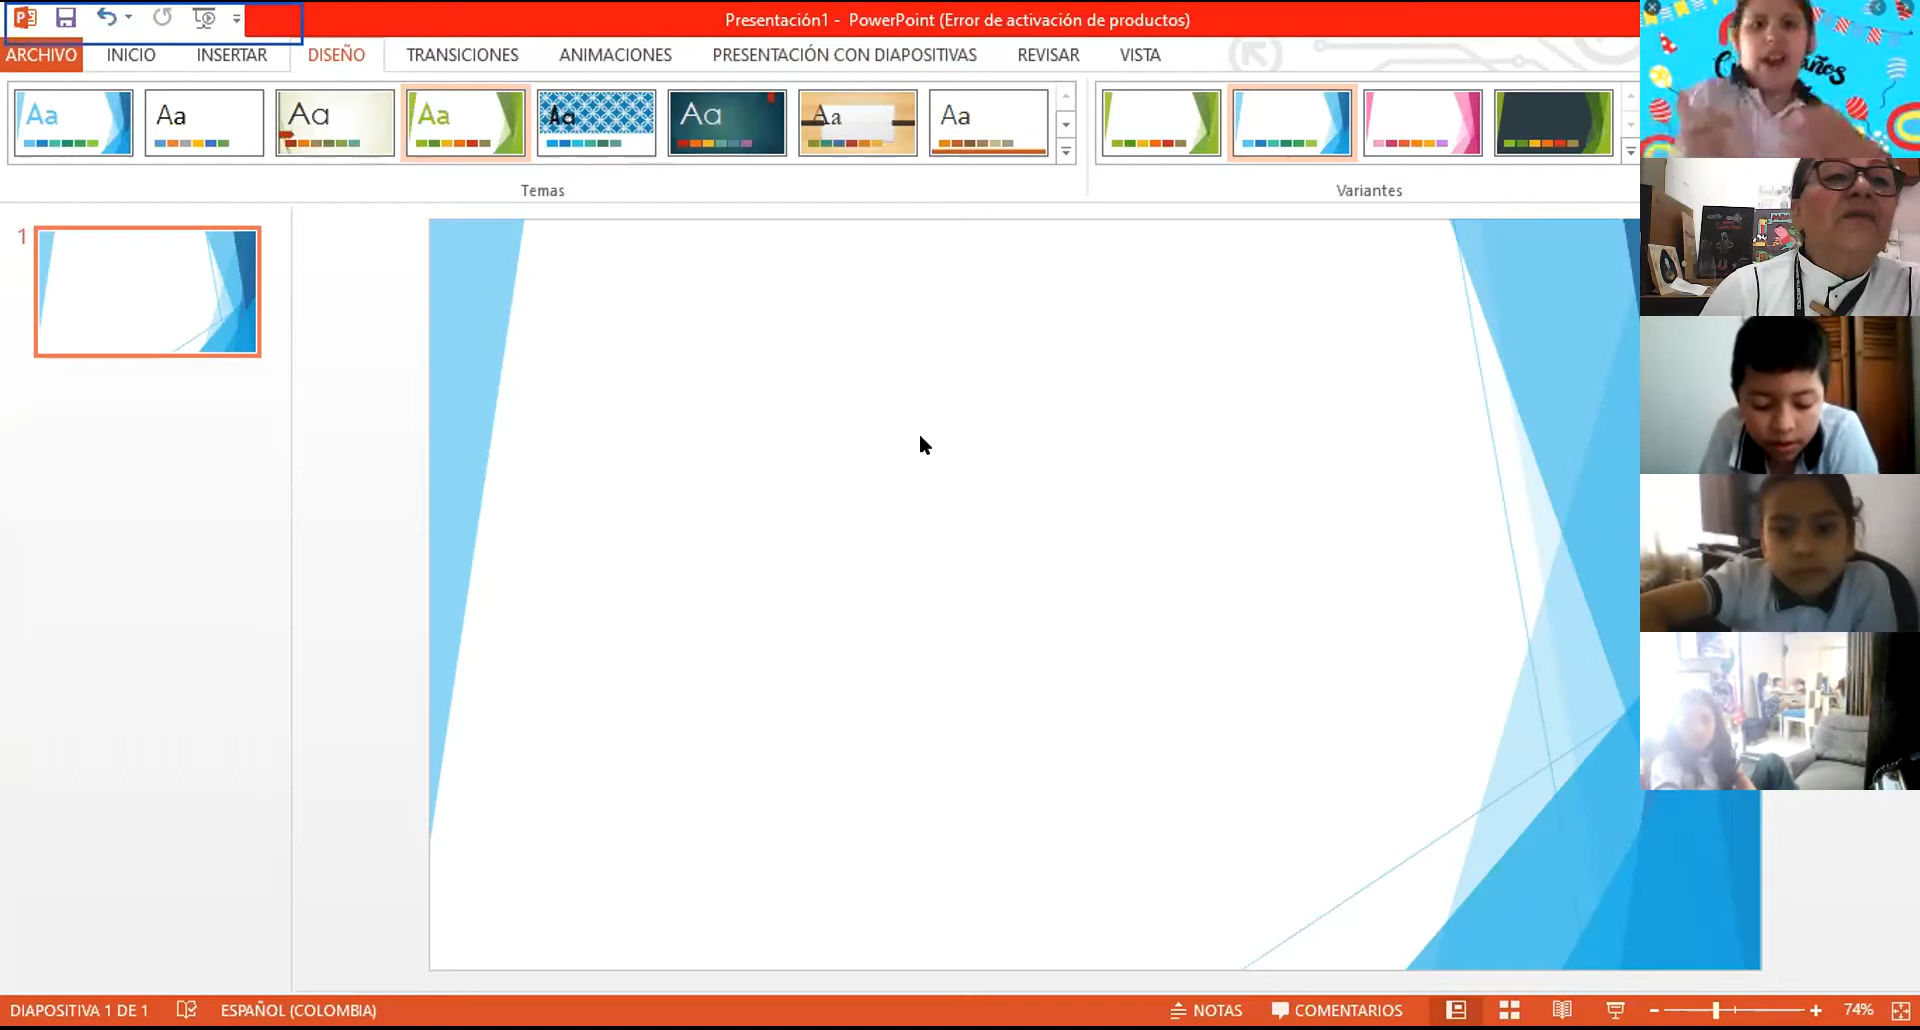 Presentación1 - PowerPoint (Error de activación de productos)
ARCHIVO INICIO INSERTAR DISEÑO TRANSICIONES ANIMACIONES PRESENTACIÓN CON DIAPOSITIVAS REVISAR VISTA
Aa Aa Aa Aa Aa Aa Aa Aa
Temas Variantes
1
DIAPOSITIVA 1 DE 1 ESPAÑOL (COLOMBIA) NOTAS COMENTARIOS 74%